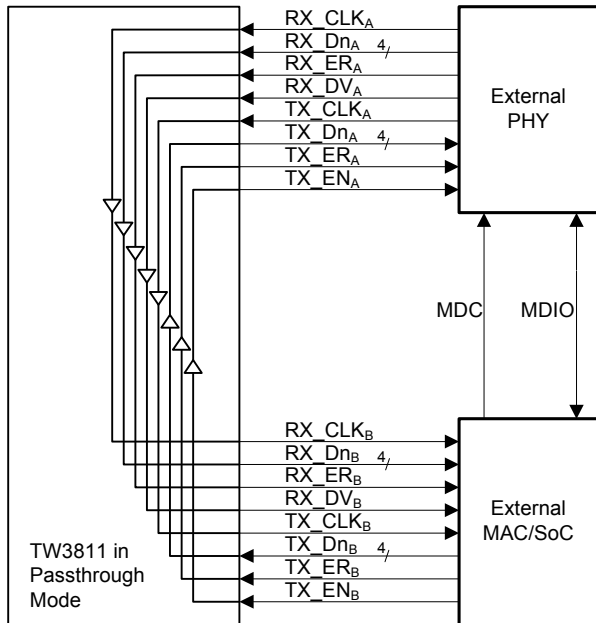 RX_CLKA
RX_DnA 4/
RX_ERA
RX_DVA
TX_CLKA
TX_DnA 4/
TX_ERA
TX_ENA
External
PHY
MDC
MDIO
RX_CLKB
RX_DnB 4/
RX_ERB
RX_DVB
TX_CLKB
TX_DnB 4/
TX_ERB
TX_ENB
External
MAC/SoC
TW3811 in
Passthrough
Mode